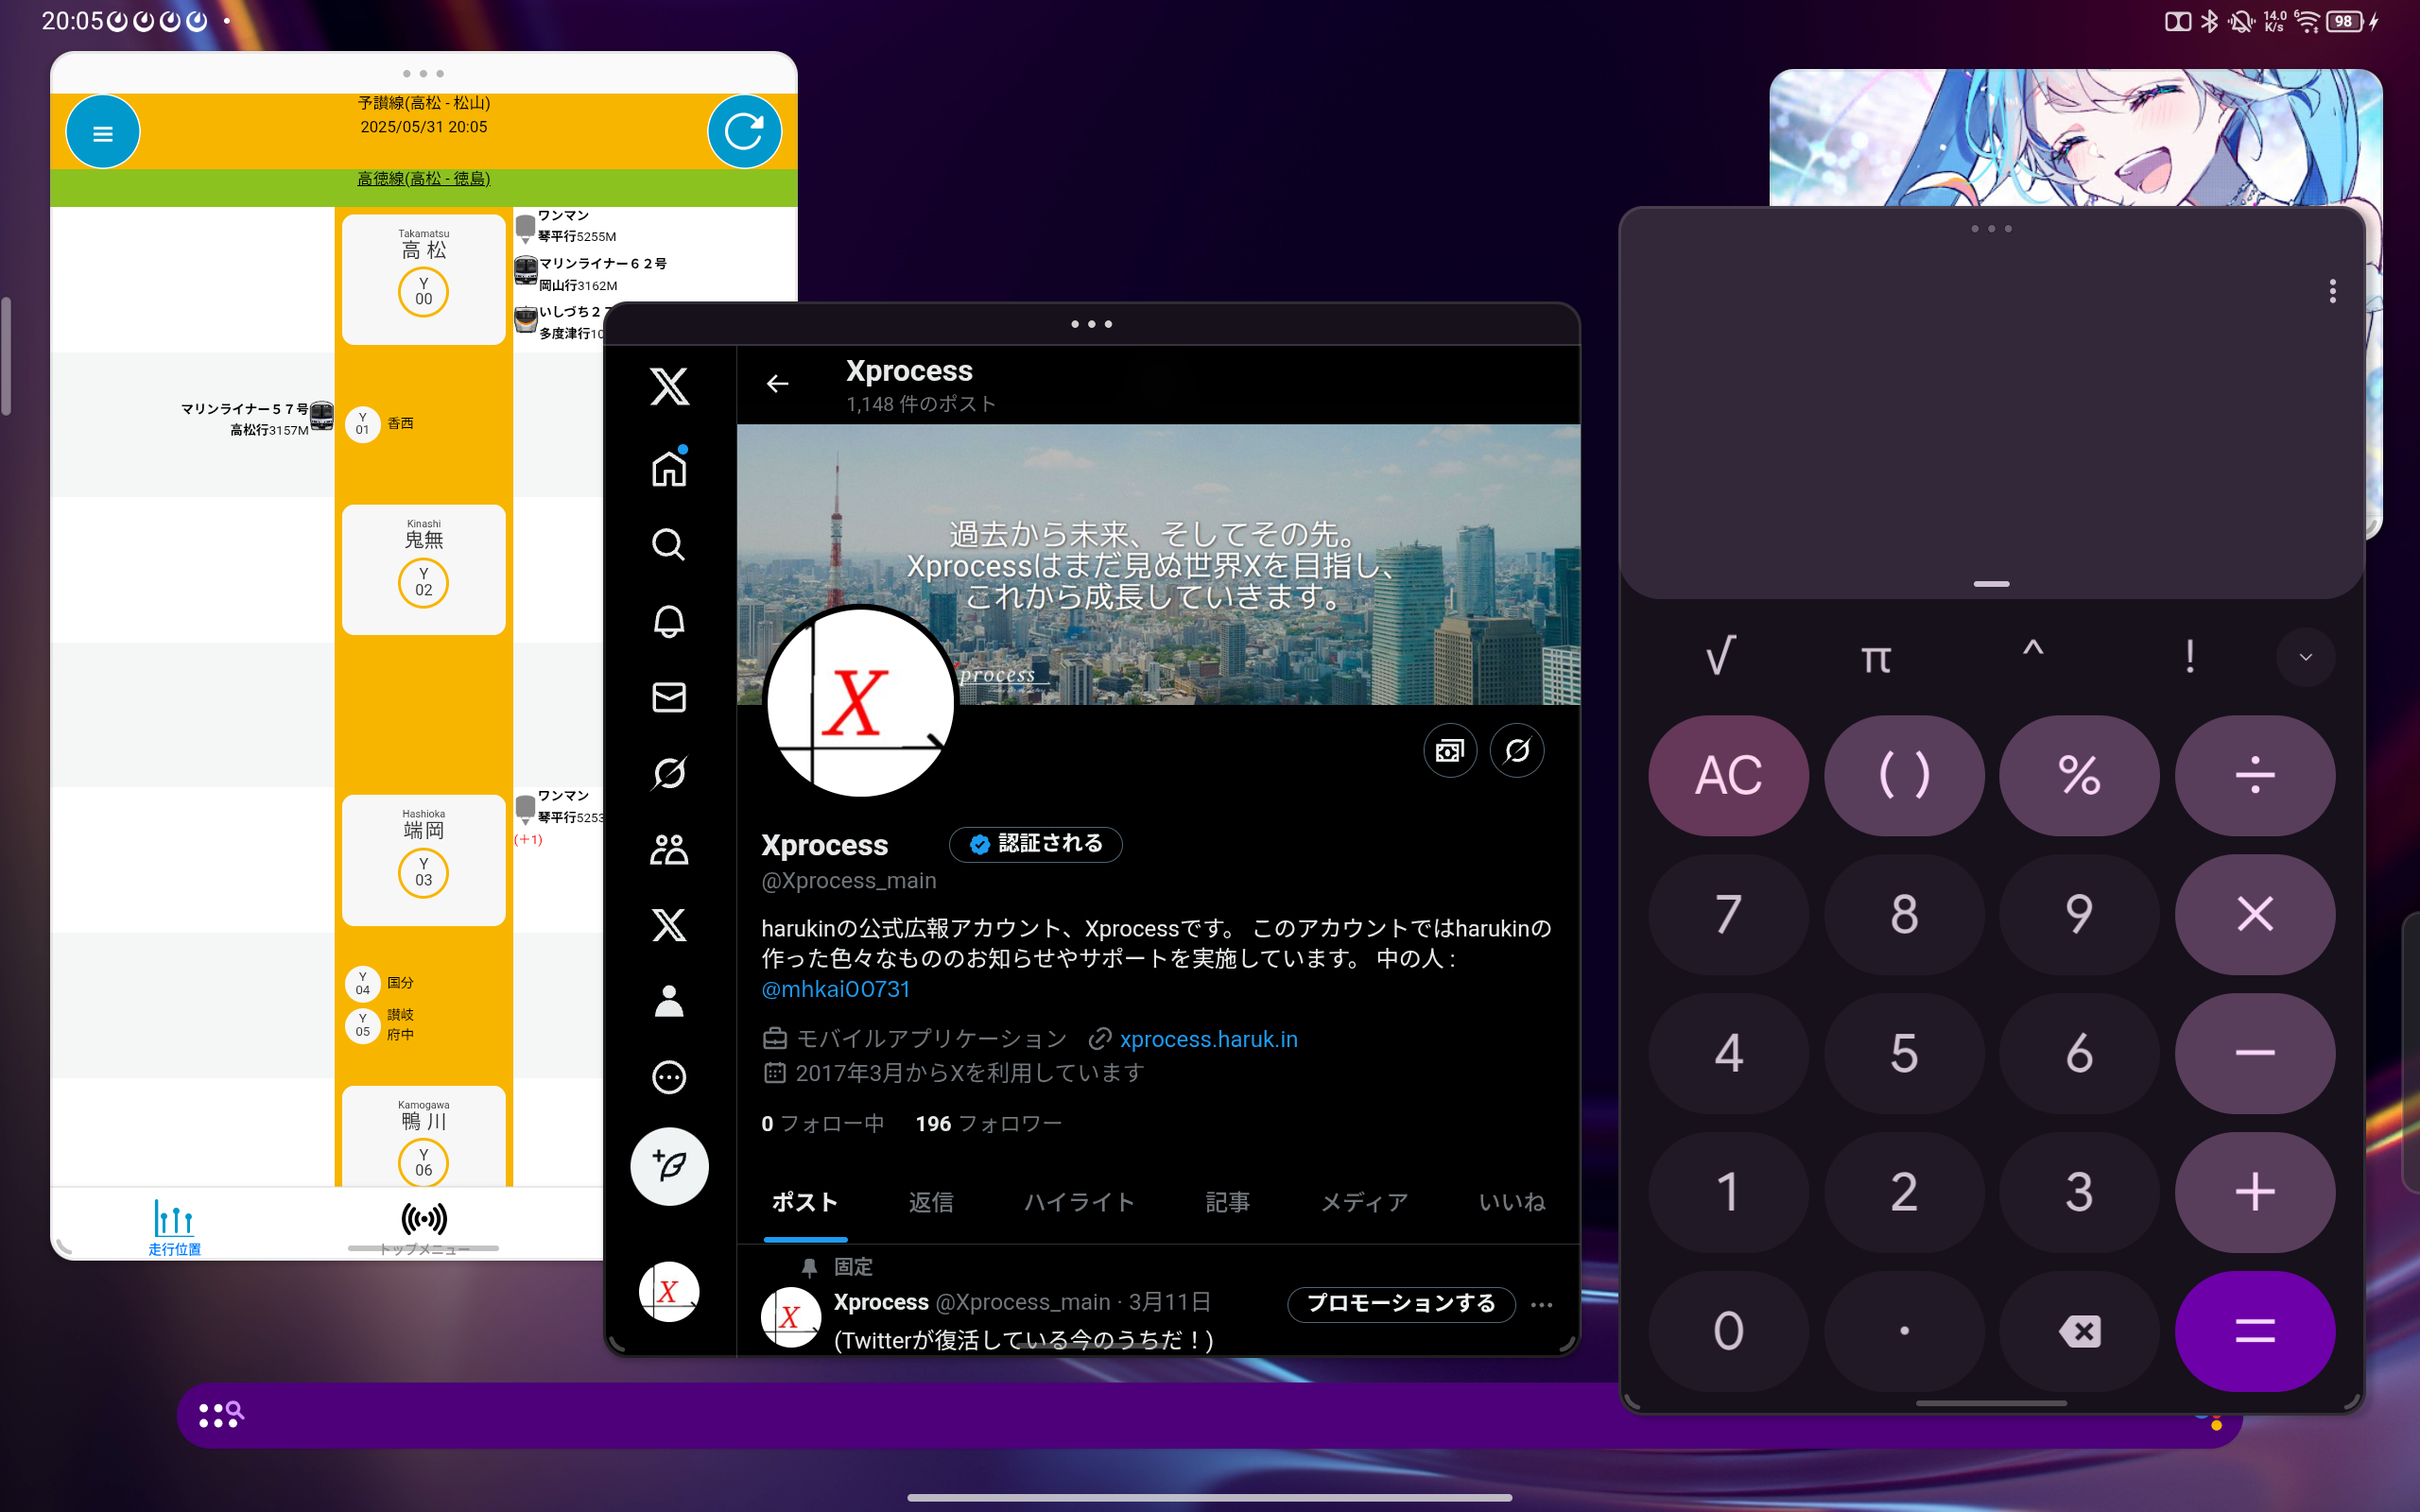 20:05
14.0
K/s
6
98
予讃線(高松 - 松山)
2025/05/31 20:05
高徳線(高松 - 徳島)
Takamatsu
高 松
Y
00
ワンマン
琴平行5255M
マリンライナー６２号
岡山行3162M
いしづち２
多度津行10
マリンライナー５７号
高松行3157M
Y
01
香西
Kinashi
鬼無
Y
02
Hashioka
端岡
Y
03
ワンマン
琴平行5253
(＋1)
Y
04
国分
Y
05
讃岐
府中
Kamogawa
鴨 川
Y
06
走行位置
トップメニュー
Xprocess
1,148 件のポスト
過去から未来、そしてその先。
Xprocessはまだ見ぬ世界Xを目指し、
これから成長していきます。
process
X
Xprocess
認証される
@Xprocess_main
harukinの公式広報アカウント、Xprocessです。 このアカウントではharukinの
作った色々なもののお知らせやサポートを実施しています。 中の人 :
@mhkai00731
モバイルアプリケーション xprocess.haruk.in
2017年3月からXを利用しています
0 フォロー中 196 フォロワー
ポスト 返信 ハイライト 記事 メディア いいね
固定
Xprocess @Xprocess_main · 3月11日
プロモーションする
(Twitterが復活している今のうちだ！)
X
X
√ π ^ !
AC ( ) % ÷
7 8 9 ×
4 5 6 −
1 2 3 +
0 . =